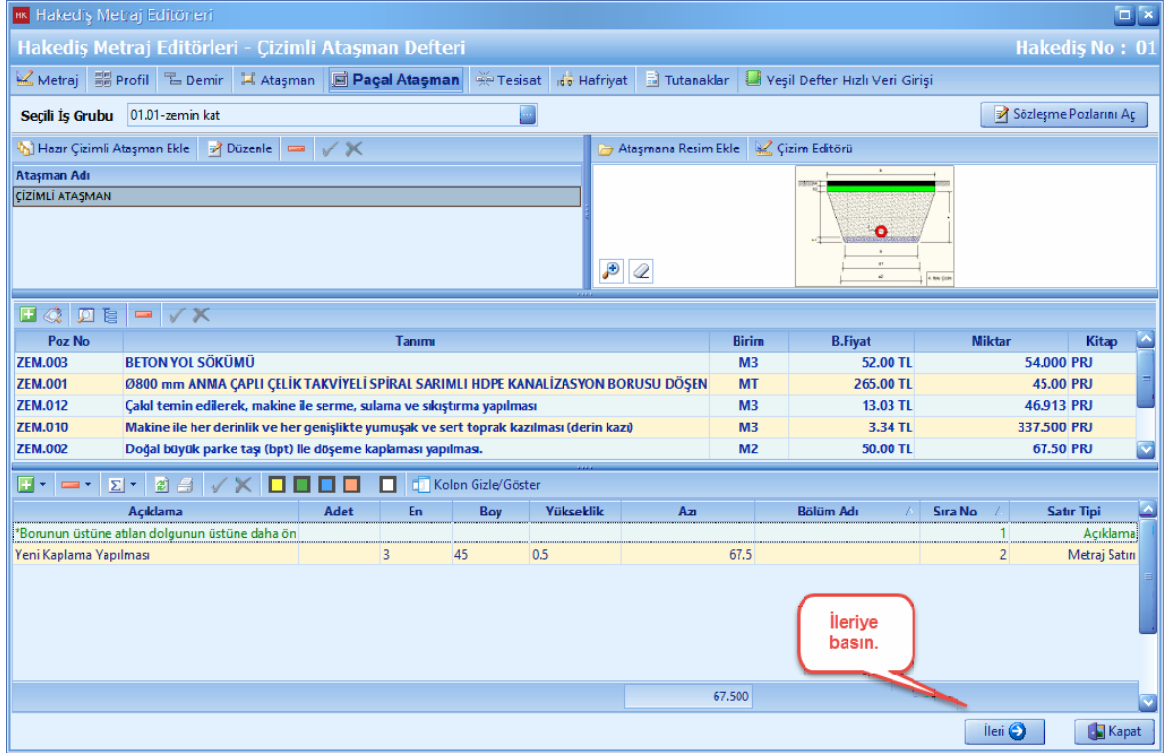 HK Hakediş Metraj Editörleri
Hakediş Metraj Editörleri - Çizimli Ataşman Defteri Hakediş No : 01
Metraj Profil Demir Ataşman Paçal Ataşman Tesisat Hafriyat Tutanaklar Yeşil Defter Hızlı Veri Girişi
Seçili İş Grubu 01.01-zemin kat Sözleşme Pozlarını Aç
Hazır Çizimli Ataşman Ekle Düzenle Ataşmana Resim Ekle Çizim Editörü
Ataşman Adı
ÇİZİMLİ ATAŞMAN
Poz No Tanımı Birim B.Fiyat Miktar Kitap
ZEM.003 BETON YOL SÖKÜMÜ M3 52.00 TL 54.000 PRJ
ZEM.001 Ø800 mm ANMA ÇAPLI ÇELİK TAKVİYELİ SPİRAL SARIMLI HDPE KANALİZASYON BORUSU DÖŞEN MT 265.00 TL 45.00 PRJ
ZEM.012 Çakıl temin edilerek, makine ile serme, sulama ve sıkıştırma yapılması M3 13.03 TL 46.913 PRJ
ZEM.010 Makine ile her derinlik ve her genişlikte yumuşak ve sert toprak kazılması (derin kazı) M3 3.34 TL 337.500 PRJ
ZEM.002 Doğal büyük parke taşı (bpt) ile döşeme kaplaması yapılması. M2 50.00 TL 67.50 PRJ
Kolon Gizle/Göster
Açıklama Adet En Boy Yükseklik Azı Bölüm Adı Sıra No Satır Tipi
*Borunun üstüne atılan dolgunun üstüne daha ön 1 Açıklama
Yeni Kaplama Yapılması 3 45 0.5 67.5 2 Metraj Satırı
İleriye
basın.
67.500
İleri Kapat